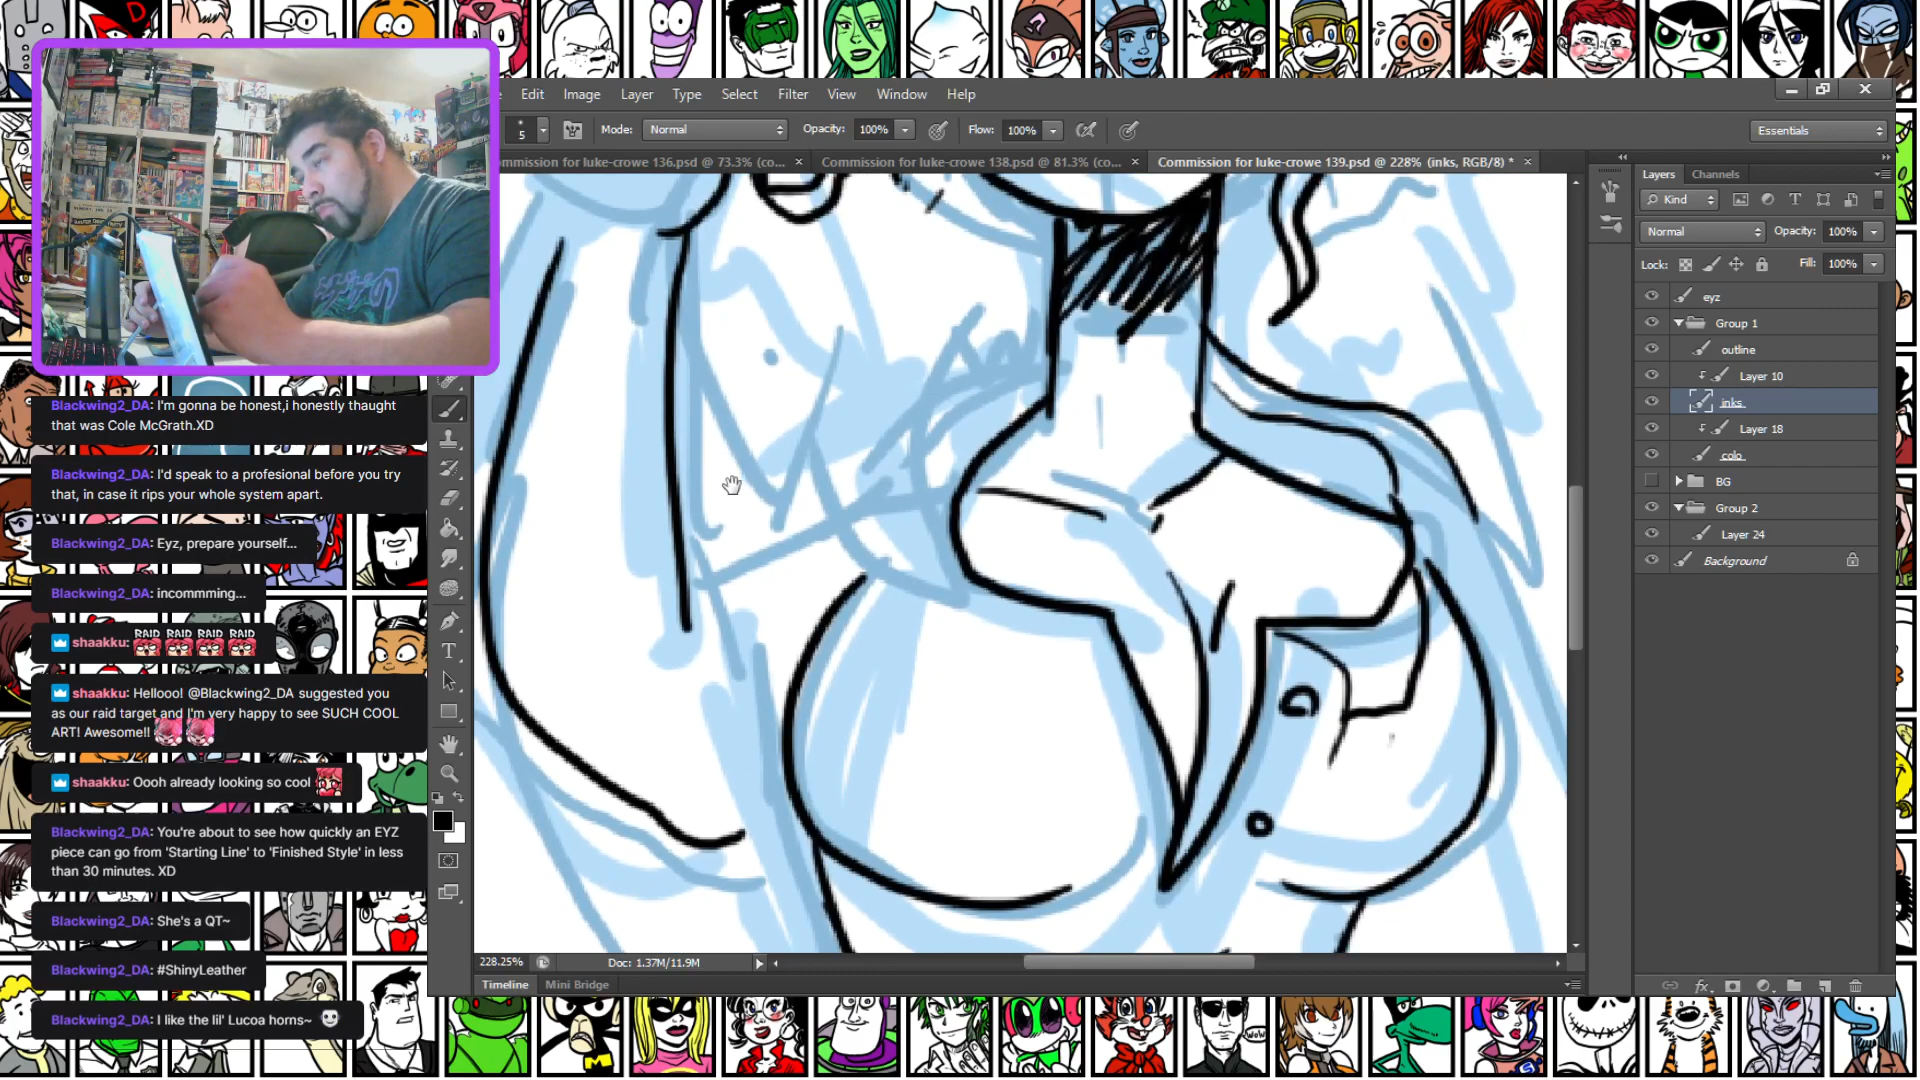 Edit Image Layer Type Select Filter View Window Help
5 Mode: Normal Opacity: 100% Flow: 100% Essentials
Commission for luke-crowe 136.psd @ 73.3% (co... × Commission for luke-crowe 138.psd @ 81.3% (co... × Commission for luke-crowe 139.psd @ 228% (inks, RGB/8) * ×
Layers Channels
Kind
Normal Opacity: 100%
Lock: Fill: 100%
eyz
Group 1
outline
Layer 10
inks
Layer 18
colo
BG
Group 2
Layer 24
Background
Blackwing2_DA: I'm gonna be honest,i honestly thaught
that was Cole McGrath.XD
Blackwing2_DA: I'd speak to a profesional before you try
that, in case it rips your whole system apart.
Blackwing2_DA: Eyz, prepare yourself...
Blackwing2_DA: incommming...
shaakku: RAID RAID RAID RAID
shaakku: Hellooo! @Blackwing2_DA suggested you
as our raid target and I'm very happy to see SUCH COOL
ART! Awesome!!
shaakku: Oooh already looking so cool
Blackwing2_DA: You're about to see how quickly an EYZ
piece can go from 'Starting Line' to 'Finished Style' in less
than 30 minutes. XD
Blackwing2_DA: She's a QT~
Blackwing2_DA: #ShinyLeather
Blackwing2_DA: I like the lil' Lucoa horns~
228.25% Doc: 1.37M/11.9M
Timeline Mini Bridge
WOW